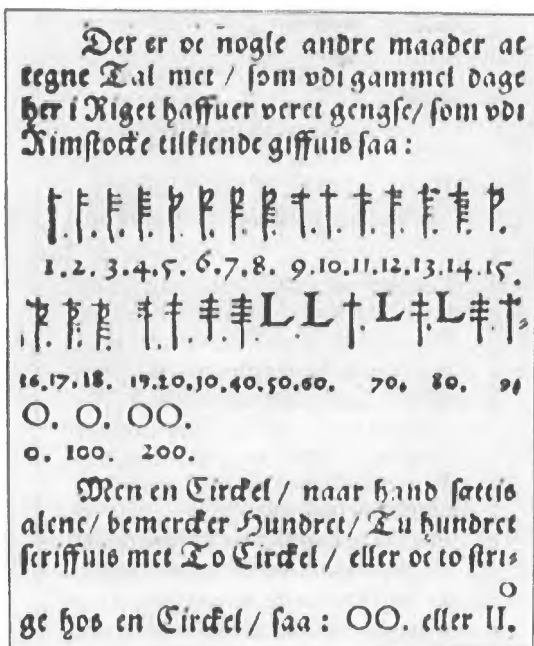 Der er oc nogle andre maader at
tegne Tal met / som vdi gammel dage
her i Riget haffuer veret gengse / som vdi
Rimstocke tilkiende giffuis saa :
1. 2. 3. 4. 5. 6. 7. 8. 9. 10. 11. 12. 13. 14. 15.
L L L L
16. 17. 18. 19. 20. 30. 40. 50. 60. 70. 80.
O. O. OO.
0. 100. 200.
Men en Circkel / naar hand sættis
alene / bemercker Hundret / Tu hundret
scriffuis met To Circkel / eller oc to stri⸗
o
ge hos en Circkel / saa : OO. eller II.